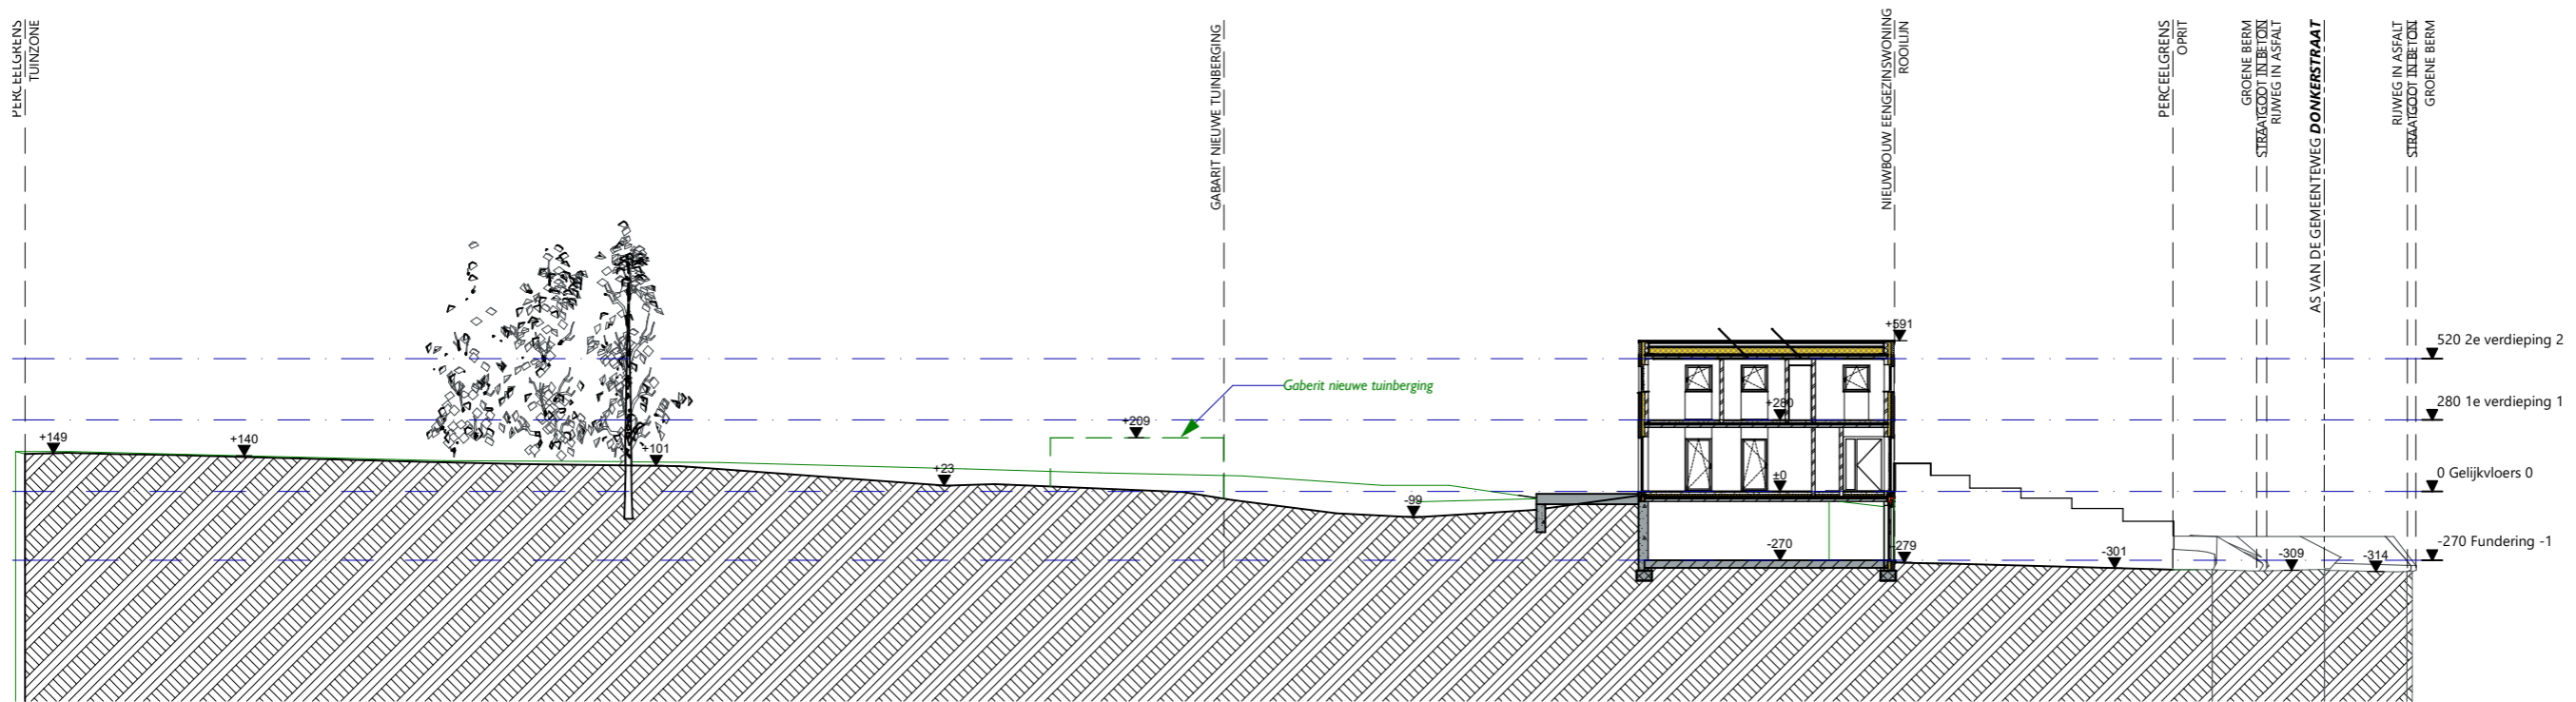 PERCEELGRENS
TUINZONE
GABARIT NIEUWE TUINBERGING
NIEUWBOUW EENGEZINSWONING
ROOILIJN
PERCEELGRENS
OPRIT
GROENE BERM
STRAATGOOT IN BETON
RIJWEG IN ASFALT
AS VAN DE GEMEENTEWEG DONKERSTRAAT
RIJWEG IN ASFALT
STRAATGOOT IN BETON
GROENE BERM
+591
520 2e verdieping 2
Gaberit nieuwe tuinberging
+280
280 1e verdieping 1
+209
+149
+140
+101
+23
±0
0 Gelijkvloers 0
-99
-270
-279
-301
-309
-314
-270 Fundering -1